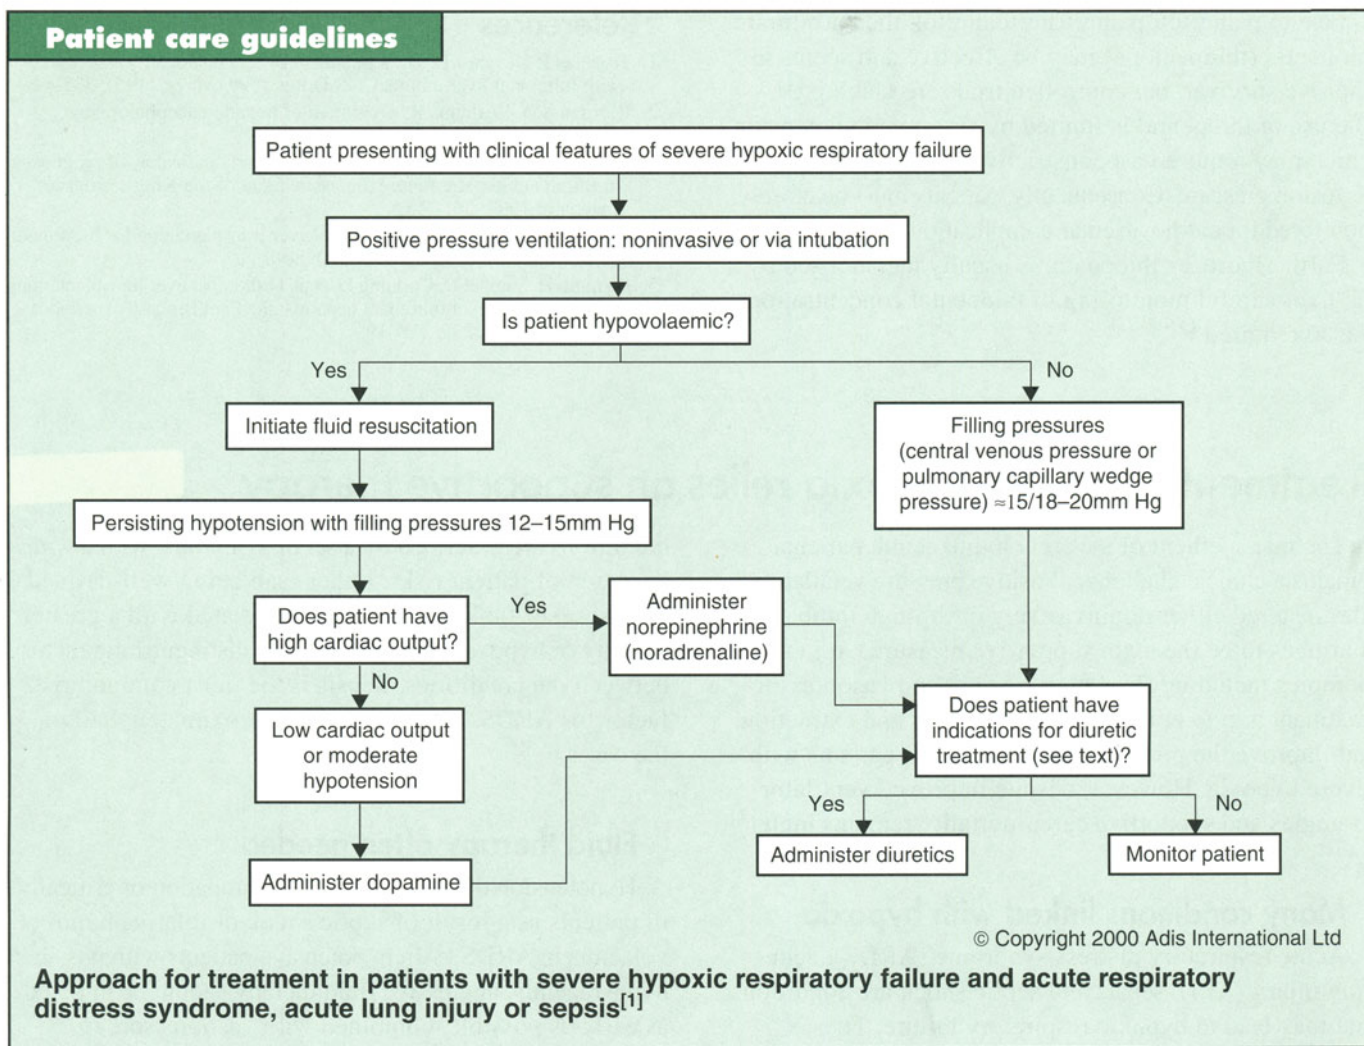 Patient care guidelines
Patient presenting with clinical features of severe hypoxic respiratory failure
Positive pressure ventilation: noninvasive or via intubation
Is patient hypovolaemic?
Yes
No
Initiate fluid resuscitation
Filling pressures
(central venous pressure or
pulmonary capillary wedge
pressure) ≈15/18–20mm Hg
Persisting hypotension with filling pressures 12–15mm Hg
Does patient have
high cardiac output?
Yes
Administer
norepinephrine
(noradrenaline)
No
Low cardiac output
or moderate
hypotension
Does patient have
indications for diuretic
treatment (see text)?
Administer dopamine
Yes
No
Administer diuretics
Monitor patient
© Copyright 2000 Adis International Ltd
Approach for treatment in patients with severe hypoxic respiratory failure and acute respiratory
distress syndrome, acute lung injury or sepsis[1]